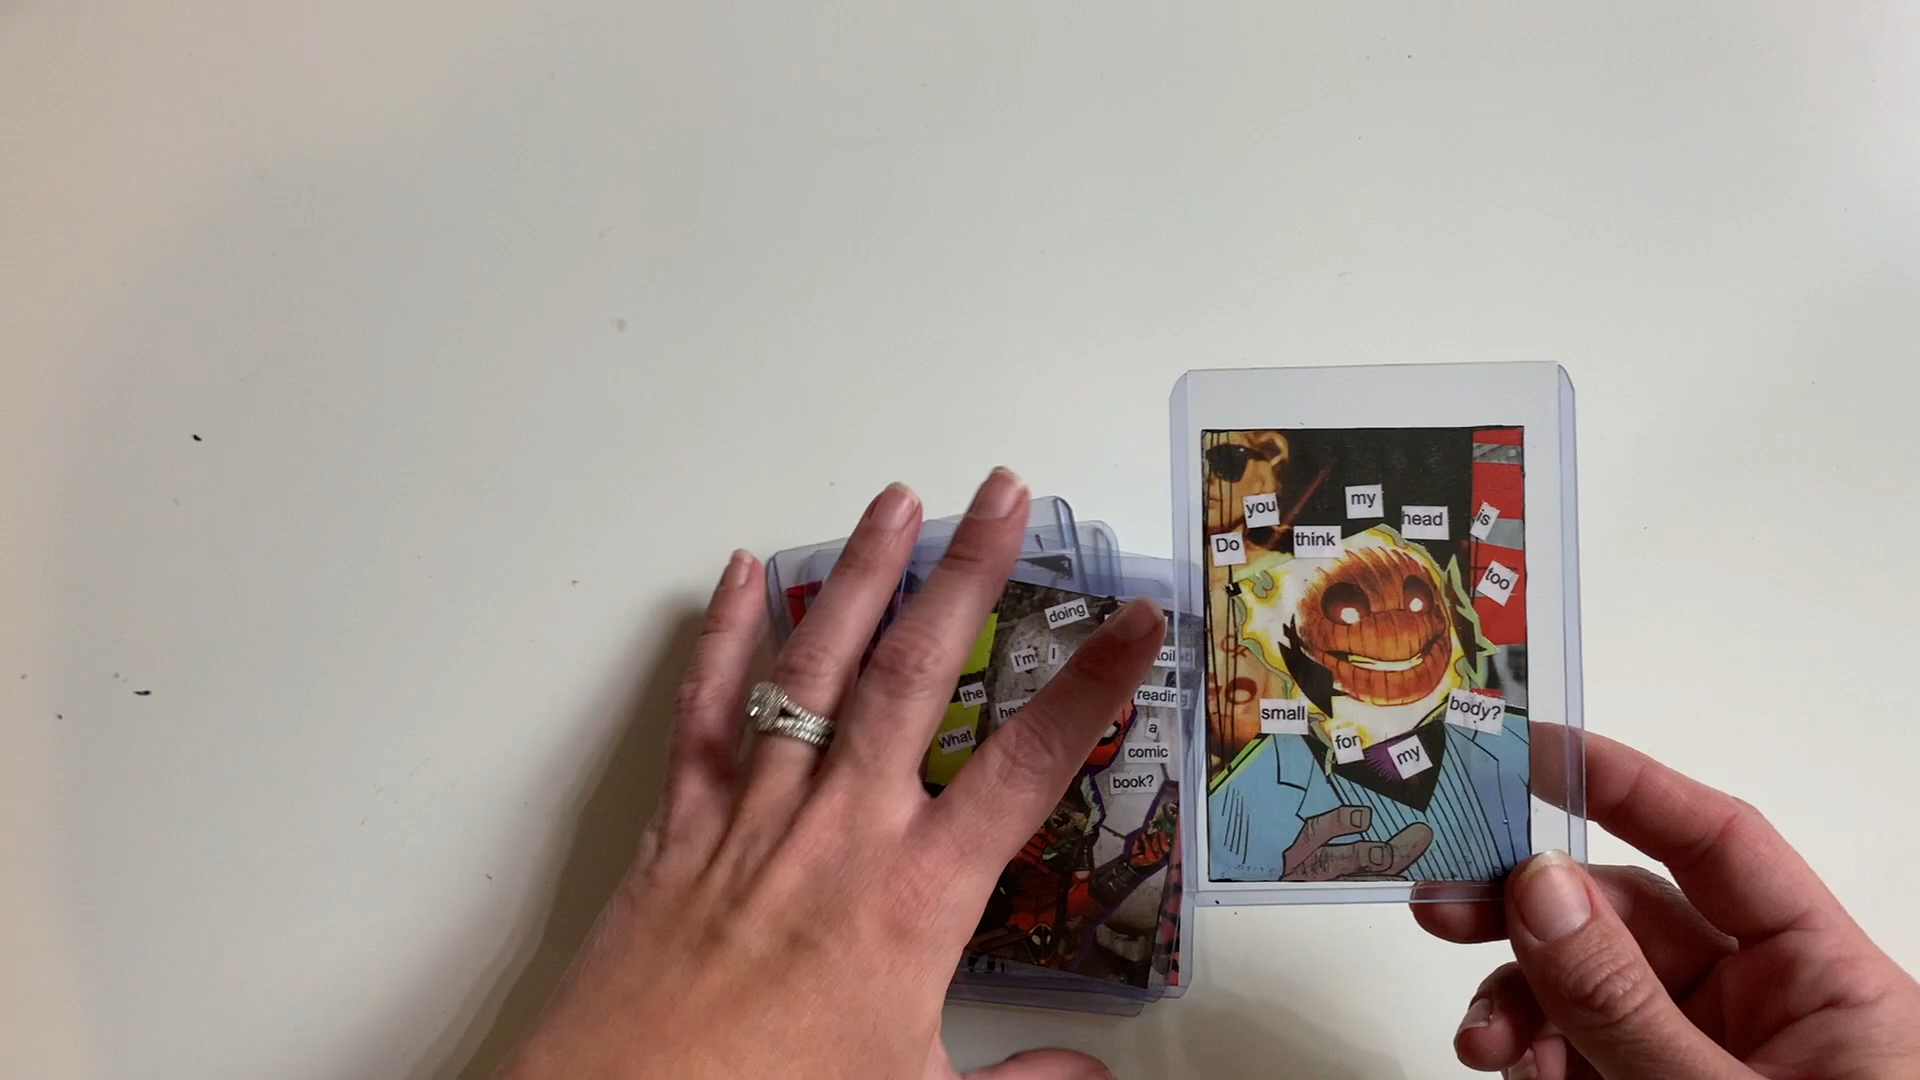 Do you think my head is too small for my body?
What the
I'm I doing
reading a comic book?